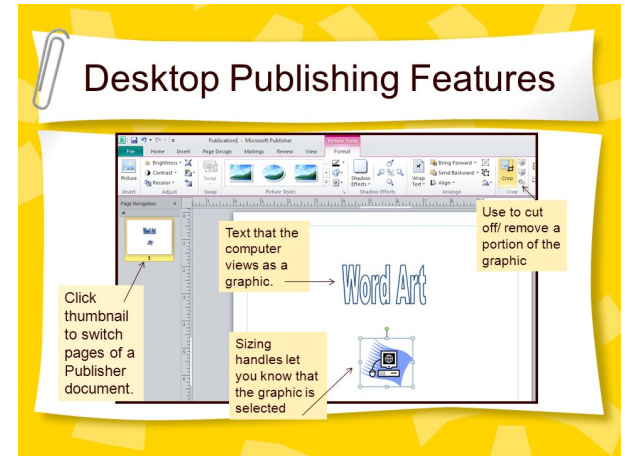 Desktop Publishing Features
Publication1 - Microsoft Publisher
Picture Tools
File Home Insert Page Design Mailings Review View Format
Picture
Brightness
Contrast
Recolor
Swap
Shadow
Effects
Wrap
Text
Bring Forward
Send Backward
Align
Crop
Insert Adjust Swap Picture Styles Shadow Effects Arrange
Page Navigation
Word Art
1
Text that the
computer
views as a
graphic.
Use to cut
off/ remove a
portion of the
graphic
Word Art
Click
thumbnail
to switch
pages of a
Publisher
document.
Sizing
handles let
you know that
the graphic is
selected